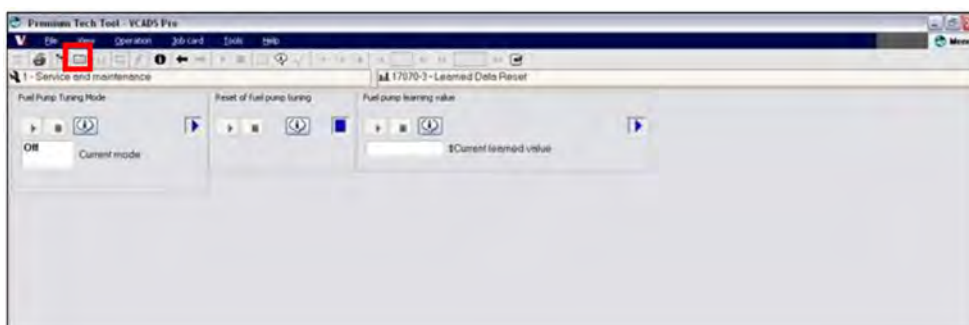 Premium Tech Tool - VCADS Pro
V File View Operation Job card Tools Help
1 - Service and maintenance
17070-3 - Learned Data Reset
Fuel Pump Tuning Mode
Reset of fuel pump tuning
Fuel pump learning value
Off
Current mode
‡Current learned value